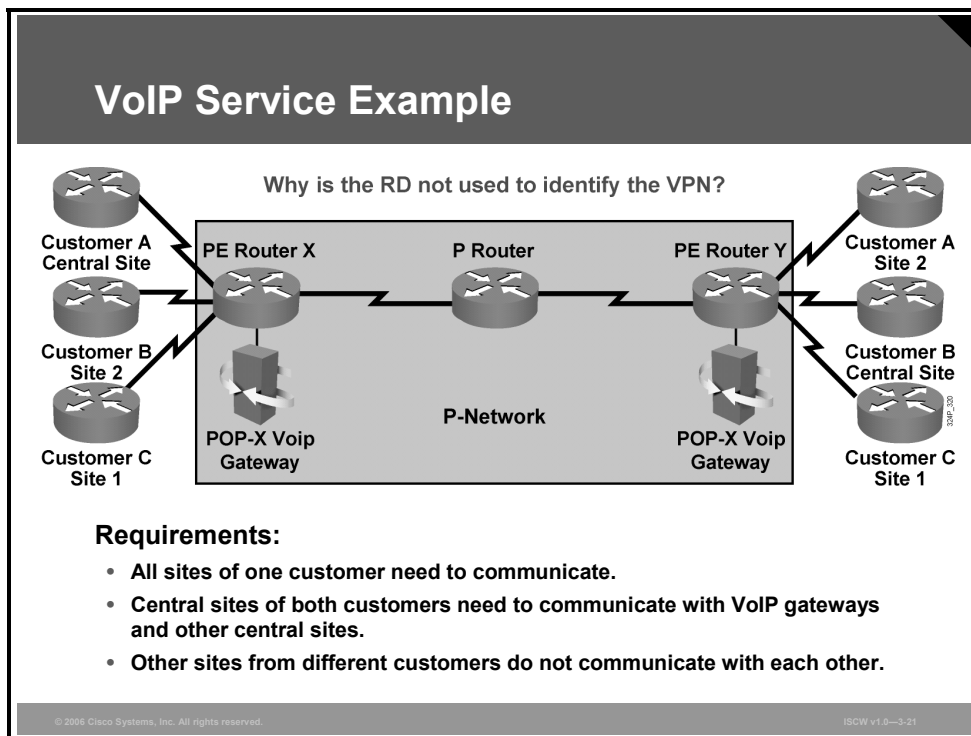 VoIP Service Example
Why is the RD not used to identify the VPN?
Customer A
Central Site
PE Router X
P Router
PE Router Y
Customer A
Site 2
Customer B
Site 2
Customer B
Central Site
POP-X Voip
Gateway
P-Network
POP-X Voip
Gateway
324P_320
Customer C
Site 1
Customer C
Site 1
Requirements:
• All sites of one customer need to communicate.
• Central sites of both customers need to communicate with VoIP gateways
and other central sites.
• Other sites from different customers do not communicate with each other.
© 2006 Cisco Systems, Inc. All rights reserved.
ISCW v1.0—3-21